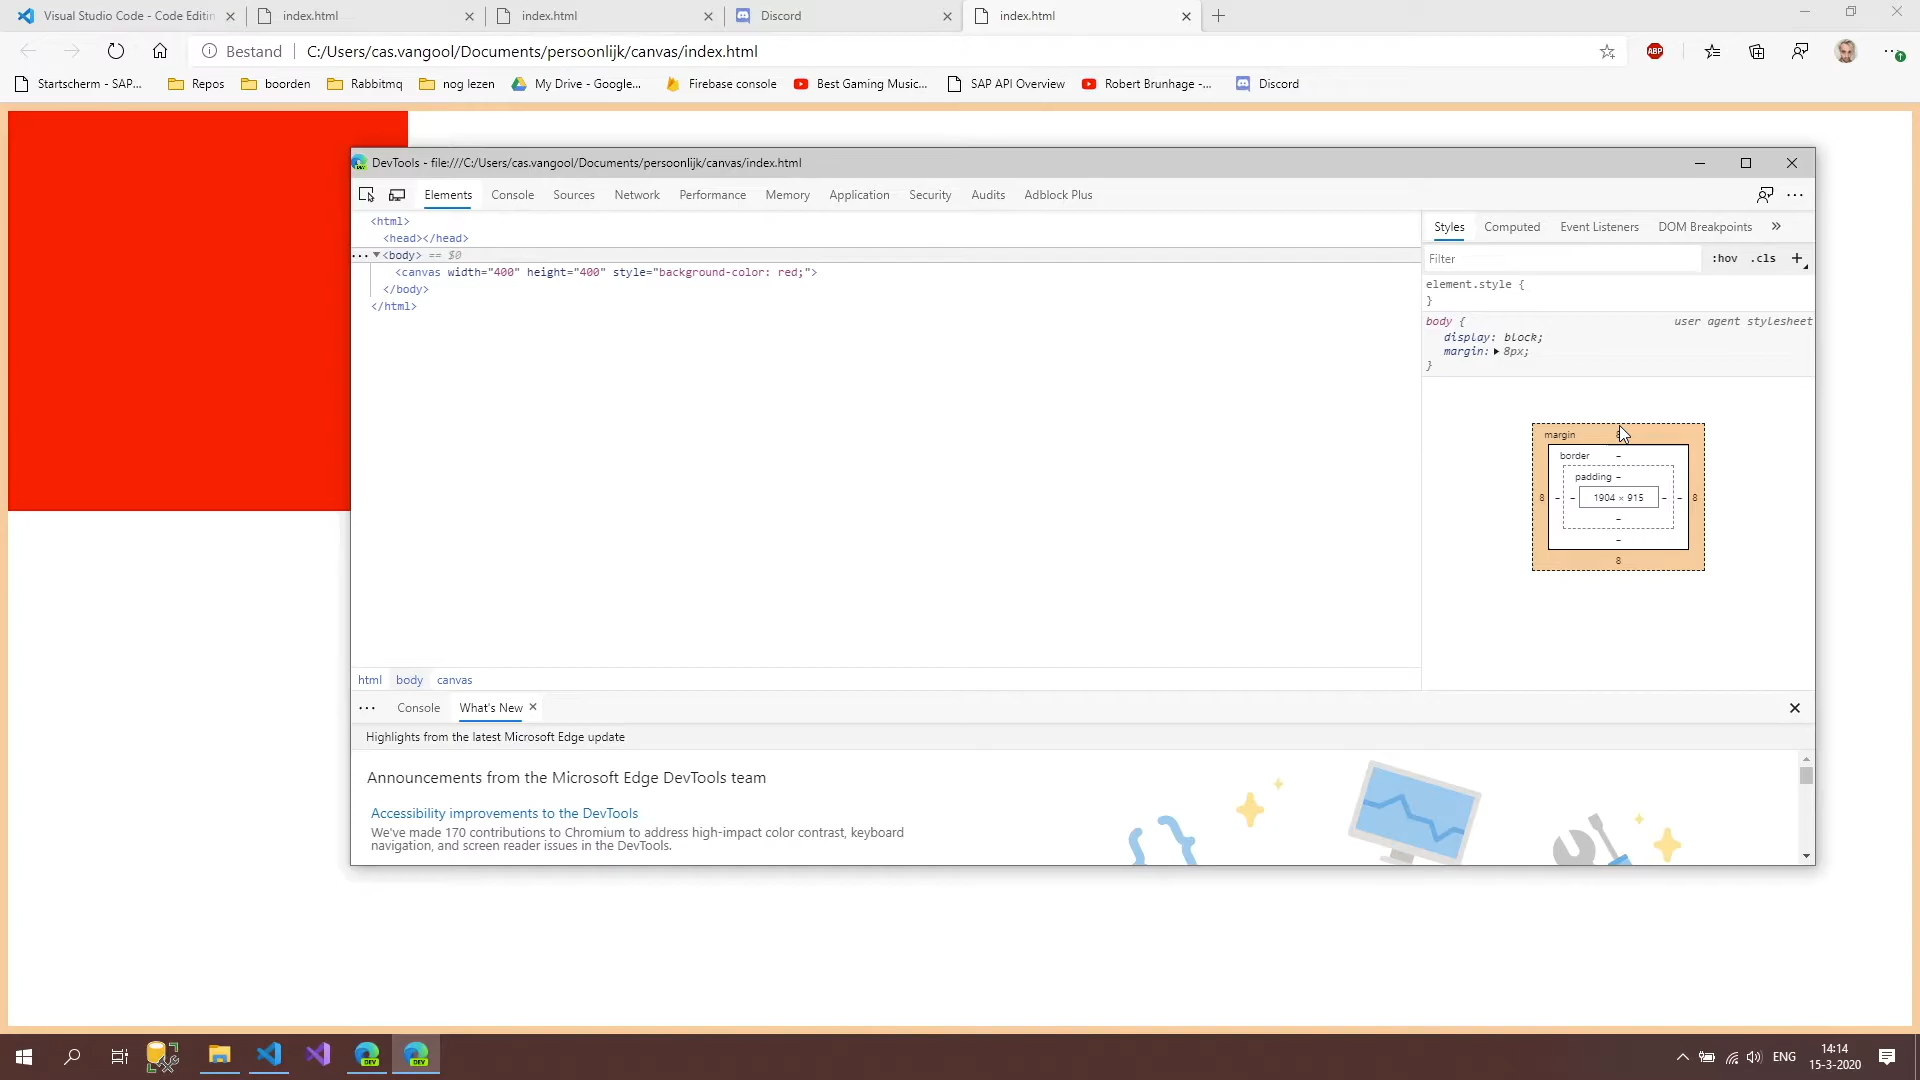 Visual Studio Code - Code Editin
index.html
index.html
Discord
index.html
Bestand
C:/Users/cas.vangool/Documents/persoonlijk/canvas/index.html
ABP
Startscherm - SAP...
Repos
boorden
Rabbitmq
nog lezen
My Drive - Google...
Firebase console
Best Gaming Music...
SAP API Overview
Robert Brunhage -...
Discord
DevTools - file:///C:/Users/cas.vangool/Documents/persoonlijk/canvas/index.html
Elements
Console
Sources
Network
Performance
Memory
Application
Security
Audits
Adblock Plus
<html>
<head></head>
<body> == $0
<canvas width="400" height="400" style="background-color: red;">
</body>
</html>
Styles
Computed
Event Listeners
DOM Breakpoints
Filter
:hov
.cls
element.style {
}
body {
user agent stylesheet
display: block;
margin: 8px;
}
margin
border –
padding –
8 – – 1904 × 915 – – 8
–
–
8
html
body
canvas
Console
What's New
Highlights from the latest Microsoft Edge update
Announcements from the Microsoft Edge DevTools team
Accessibility improvements to the DevTools
We've made 170 contributions to Chromium to address high-impact color contrast, keyboard
navigation, and screen reader issues in the DevTools.
DEV
DEV
ENG
14:14
15-3-2020